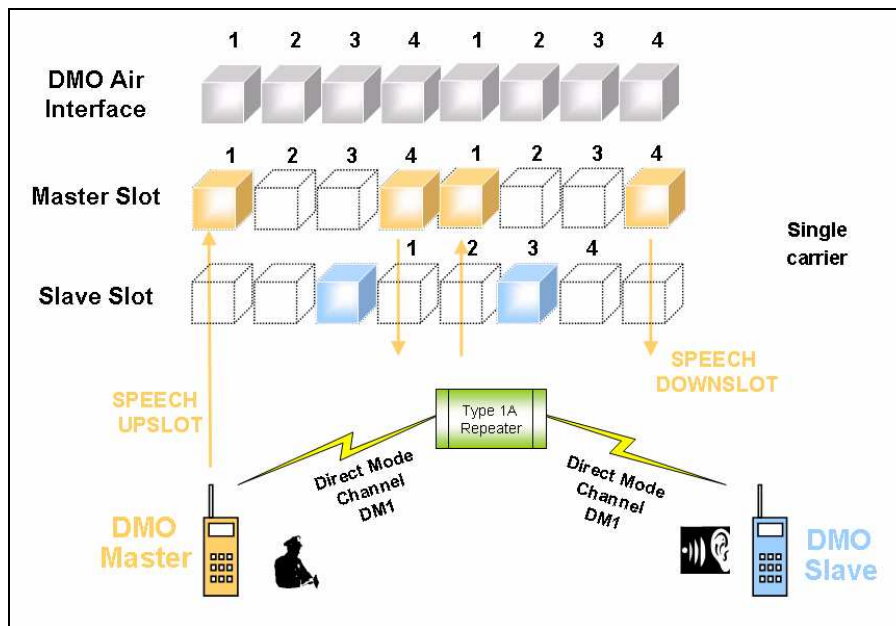 1 2 3 4 1 2 3 4
DMO Air
Interface
1 2 3 4 1 2 3 4
Master Slot
Single
carrier
1 2 3 4
Slave Slot
SPEECH
UPSLOT
SPEECH
DOWNSLOT
Type 1A
Repeater
Direct Mode
Channel
DM1
Direct Mode
Channel
DM1
DMO
Master
DMO
Slave